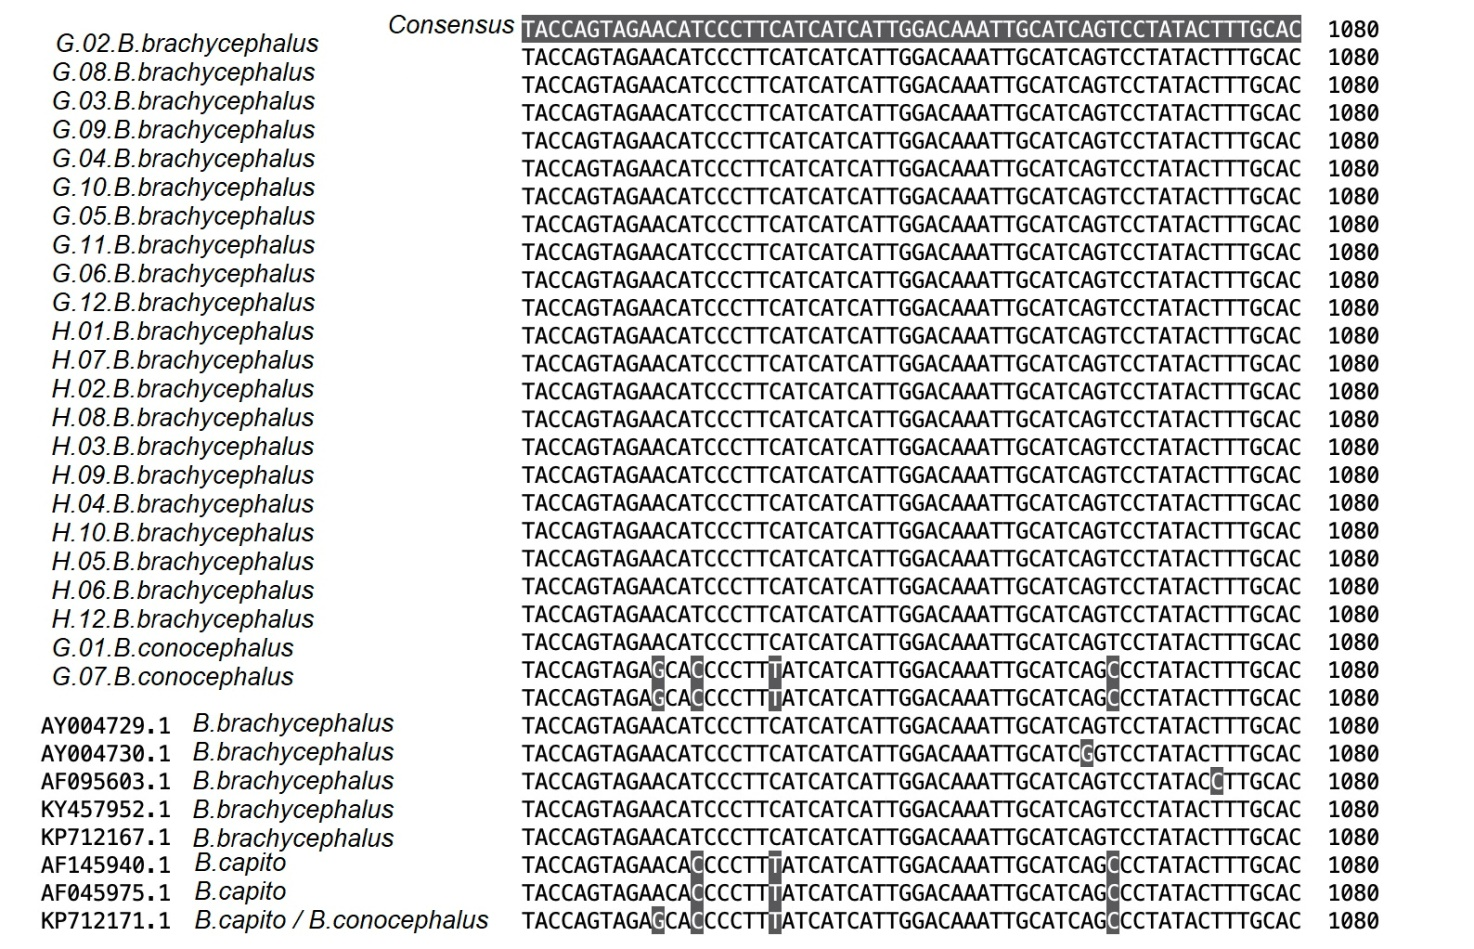 Consensus TACCAGTAGAACATCCCTTCATCATCATTGGACAAATTGCATCAGTCCTATACTTTGCAC 1080
G.02.B.brachycephalus TACCAGTAGAACATCCCTTCATCATCATTGGACAAATTGCATCAGTCCTATACTTTGCAC 1080
G.08.B.brachycephalus TACCAGTAGAACATCCCTTCATCATCATTGGACAAATTGCATCAGTCCTATACTTTGCAC 1080
G.03.B.brachycephalus TACCAGTAGAACATCCCTTCATCATCATTGGACAAATTGCATCAGTCCTATACTTTGCAC 1080
G.09.B.brachycephalus TACCAGTAGAACATCCCTTCATCATCATTGGACAAATTGCATCAGTCCTATACTTTGCAC 1080
G.04.B.brachycephalus TACCAGTAGAACATCCCTTCATCATCATTGGACAAATTGCATCAGTCCTATACTTTGCAC 1080
G.10.B.brachycephalus TACCAGTAGAACATCCCTTCATCATCATTGGACAAATTGCATCAGTCCTATACTTTGCAC 1080
G.05.B.brachycephalus TACCAGTAGAACATCCCTTCATCATCATTGGACAAATTGCATCAGTCCTATACTTTGCAC 1080
G.11.B.brachycephalus TACCAGTAGAACATCCCTTCATCATCATTGGACAAATTGCATCAGTCCTATACTTTGCAC 1080
G.06.B.brachycephalus TACCAGTAGAACATCCCTTCATCATCATTGGACAAATTGCATCAGTCCTATACTTTGCAC 1080
G.12.B.brachycephalus TACCAGTAGAACATCCCTTCATCATCATTGGACAAATTGCATCAGTCCTATACTTTGCAC 1080
H.01.B.brachycephalus TACCAGTAGAACATCCCTTCATCATCATTGGACAAATTGCATCAGTCCTATACTTTGCAC 1080
H.07.B.brachycephalus TACCAGTAGAACATCCCTTCATCATCATTGGACAAATTGCATCAGTCCTATACTTTGCAC 1080
H.02.B.brachycephalus TACCAGTAGAACATCCCTTCATCATCATTGGACAAATTGCATCAGTCCTATACTTTGCAC 1080
H.08.B.brachycephalus TACCAGTAGAACATCCCTTCATCATCATTGGACAAATTGCATCAGTCCTATACTTTGCAC 1080
H.03.B.brachycephalus TACCAGTAGAACATCCCTTCATCATCATTGGACAAATTGCATCAGTCCTATACTTTGCAC 1080
H.09.B.brachycephalus TACCAGTAGAACATCCCTTCATCATCATTGGACAAATTGCATCAGTCCTATACTTTGCAC 1080
H.04.B.brachycephalus TACCAGTAGAACATCCCTTCATCATCATTGGACAAATTGCATCAGTCCTATACTTTGCAC 1080
H.10.B.brachycephalus TACCAGTAGAACATCCCTTCATCATCATTGGACAAATTGCATCAGTCCTATACTTTGCAC 1080
H.05.B.brachycephalus TACCAGTAGAACATCCCTTCATCATCATTGGACAAATTGCATCAGTCCTATACTTTGCAC 1080
H.06.B.brachycephalus TACCAGTAGAACATCCCTTCATCATCATTGGACAAATTGCATCAGTCCTATACTTTGCAC 1080
H.12.B.brachycephalus TACCAGTAGAACATCCCTTCATCATCATTGGACAAATTGCATCAGTCCTATACTTTGCAC 1080
G.01.B.conocephalus TACCAGTAGAACATCCCTTCATCATCATTGGACAAATTGCATCAGTCCTATACTTTGCAC 1080
G.07.B.conocephalus TACCAGTAGAGCACCCCTTTATCATCATTGGACAAATTGCATCAGCCCTATACTTTGCAC 1080
TACCAGTAGAGCACCCCTTTATCATCATTGGACAAATTGCATCAGCCCTATACTTTGCAC 1080
AY004729.1 B.brachycephalus TACCAGTAGAACATCCCTTCATCATCATTGGACAAATTGCATCAGTCCTATACTTTGCAC 1080
AY004730.1 B.brachycephalus TACCAGTAGAACATCCCTTCATCATCATTGGACAAATTGCATCGGTCCTATACTTTGCAC 1080
AF095603.1 B.brachycephalus TACCAGTAGAACATCCCTTCATCATCATTGGACAAATTGCATCAGTCCTATACCTTGCAC 1080
KY457952.1 B.brachycephalus TACCAGTAGAACATCCCTTCATCATCATTGGACAAATTGCATCAGTCCTATACTTTGCAC 1080
KP712167.1 B.brachycephalus TACCAGTAGAACATCCCTTCATCATCATTGGACAAATTGCATCAGTCCTATACTTTGCAC 1080
AF145940.1 B.capito TACCAGTAGAACACCCCTTTATCATCATTGGACAAATTGCATCAGCCCTATACTTTGCAC 1080
AF045975.1 B.capito TACCAGTAGAACACCCCTTTATCATCATTGGACAAATTGCATCAGCCCTATACTTTGCAC 1080
KP712171.1 B.capito / B.conocephalus TACCAGTAGAGCACCCCTTTATCATCATTGGACAAATTGCATCAGCCCTATACTTTGCAC 1080